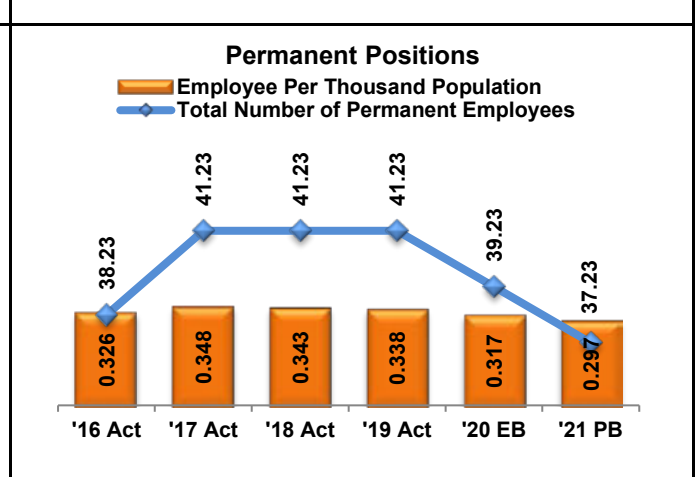 Permanent Positions
Employee Per Thousand Population
Total Number of Permanent Employees
38.23
41.23
41.23
41.23
39.23
37.23
0.326
0.348
0.343
0.338
0.317
0.297
'16 Act
'17 Act
'18 Act
'19 Act
'20 EB
'21 PB